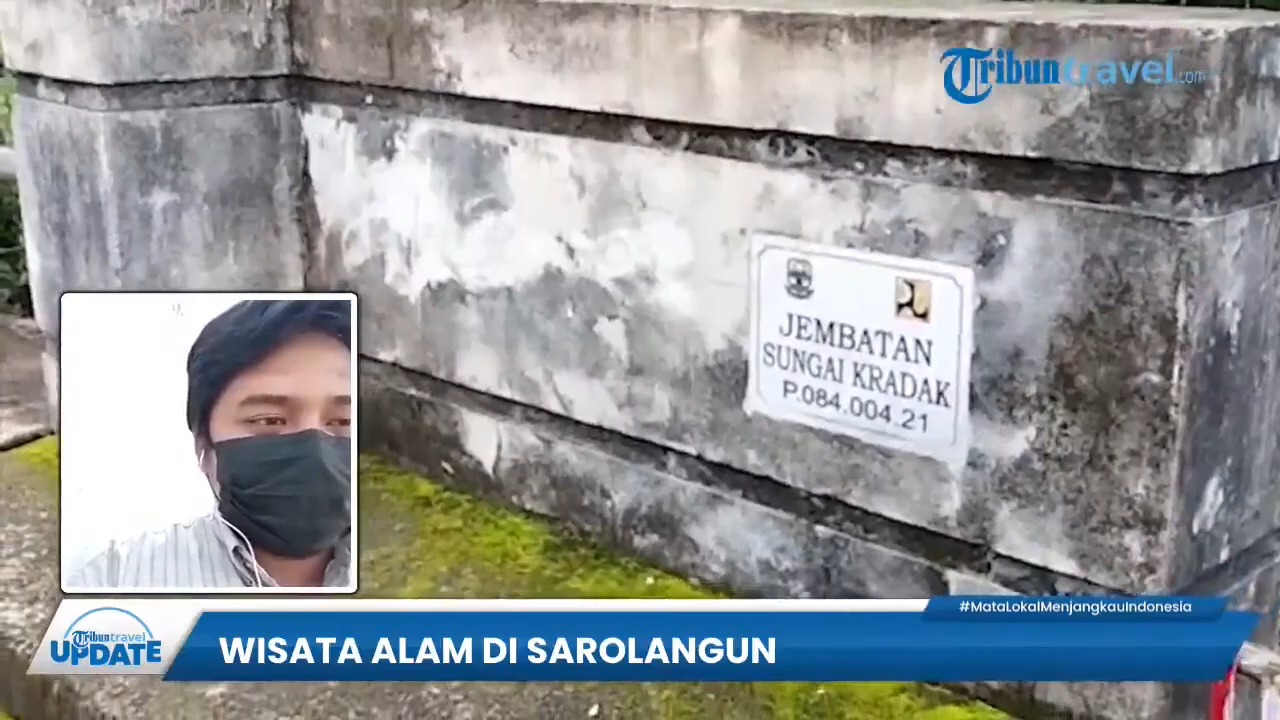 Tribuntravel.com
JEMBATAN
SUNGAI KRADAK
P.084.004.21
#MataLokalMenjangkauIndonesia
Tribuntravel
UPDATE
WISATA ALAM DI SAROLANGUN